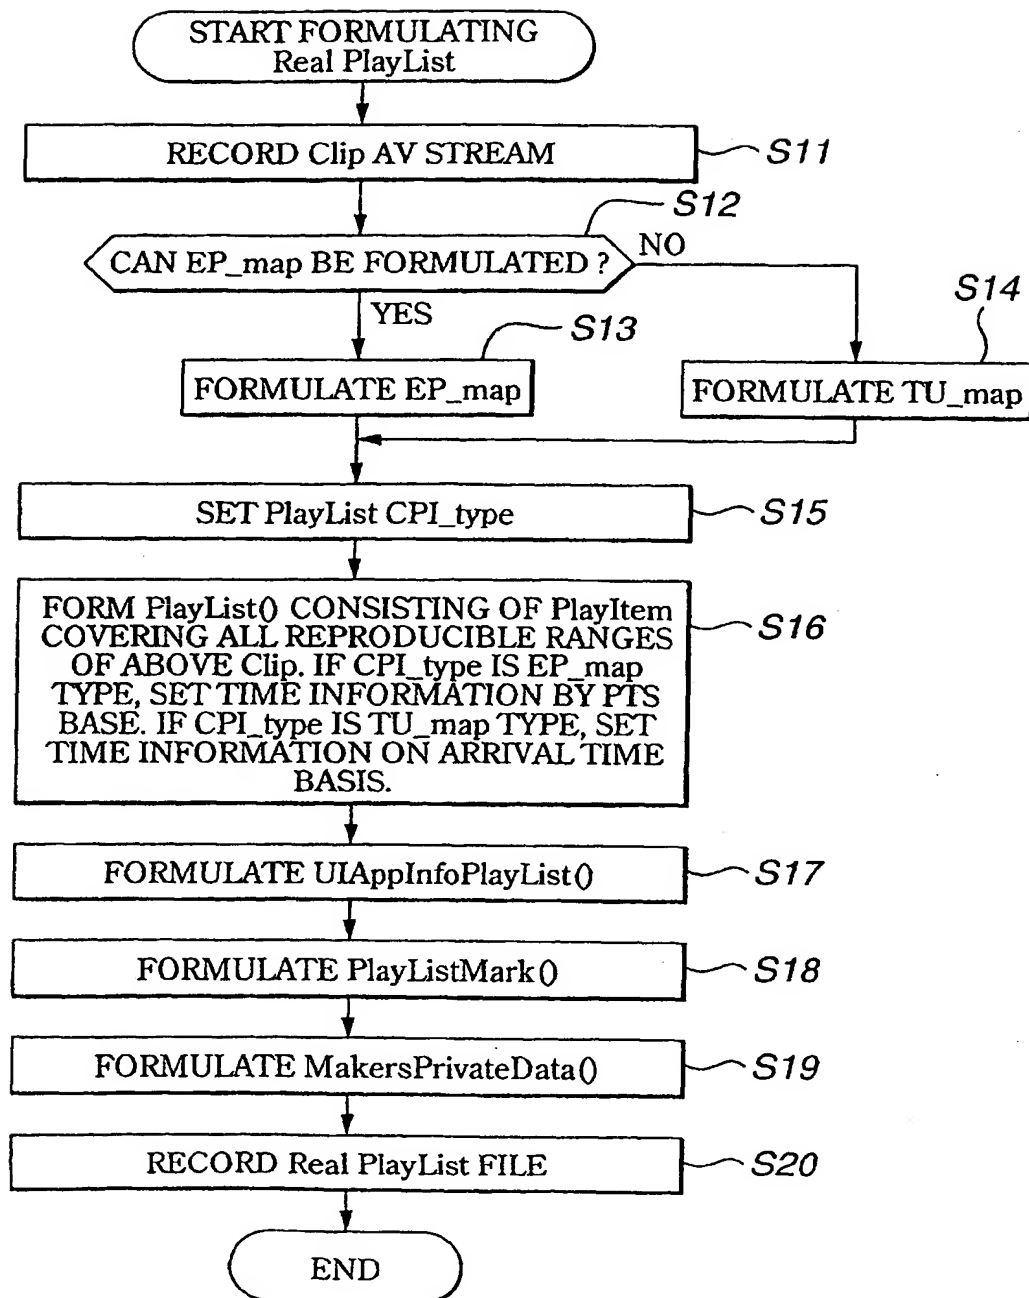 START FORMULATING
Real PlayList
RECORD Clip AV STREAM
S11
S12
CAN EP_map BE FORMULATED ?
NO
YES
S13
S14
FORMULATE EP_map
FORMULATE TU_map
SET PlayList CPI_type
S15
FORM PlayList() CONSISTING OF PlayItem
COVERING ALL REPRODUCIBLE RANGES
OF ABOVE Clip. IF CPI_type IS EP_map
TYPE, SET TIME INFORMATION BY PTS
BASE. IF CPI_type IS TU_map TYPE, SET
TIME INFORMATION ON ARRIVAL TIME
BASIS.
S16
FORMULATE UIAppInfoPlayList()
S17
FORMULATE PlayListMark()
S18
FORMULATE MakersPrivateData()
S19
RECORD Real PlayList FILE
S20
END